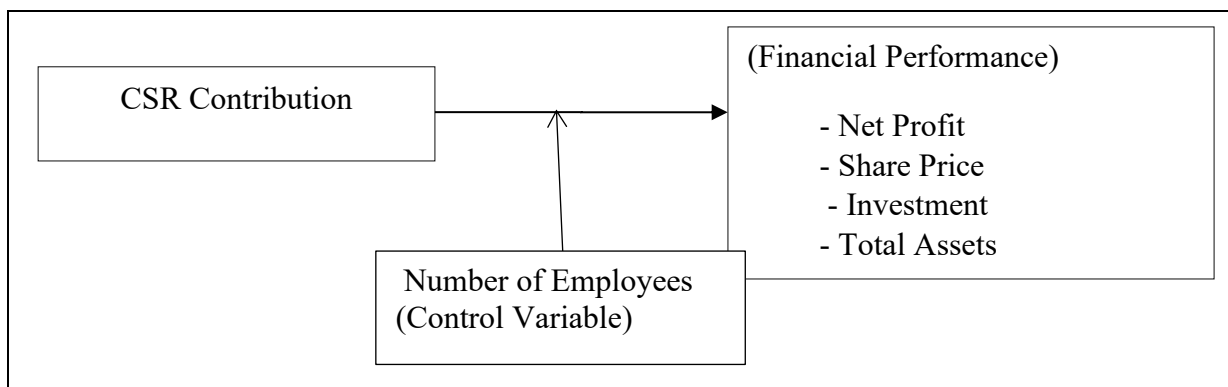 CSR Contribution
(Financial Performance)
- Net Profit
- Share Price
- Investment
- Total Assets
Number of Employees
(Control Variable)